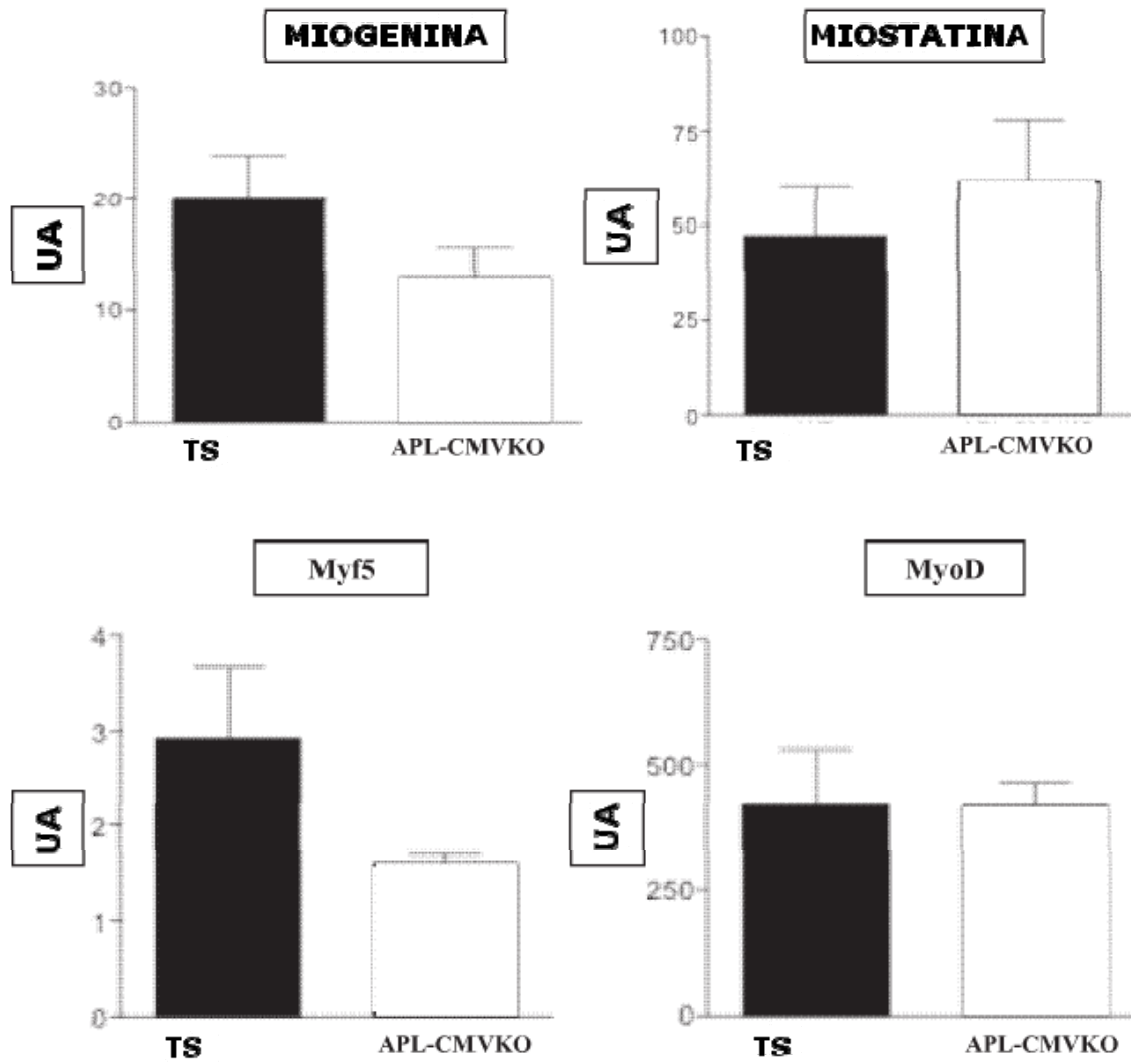 MIOGENINA
30
20
10
0
UA
TS
APL-CMVKO
MIOSTATINA
100
75
50
25
0
UA
TS
APL-CMVKO
Myf5
4
3
2
1
0
UA
TS
APL-CMVKO
MyoD
750
500
250
0
UA
TS
APL-CMVKO